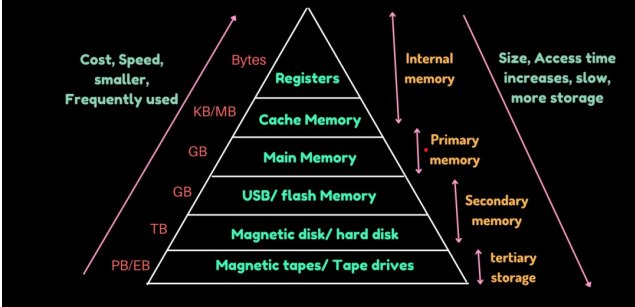 Cost, Speed,
smaller,
Frequently used
Bytes
KB/MB
GB
GB
TB
PB/EB
Registers
Cache Memory
Main Memory
USB/ flash Memory
Magnetic disk/ hard disk
Magnetic tapes/ Tape drives
Internal
memory
Primary
memory
Secondary
memory
tertiary
storage
Size, Access time
increases, slow,
more storage